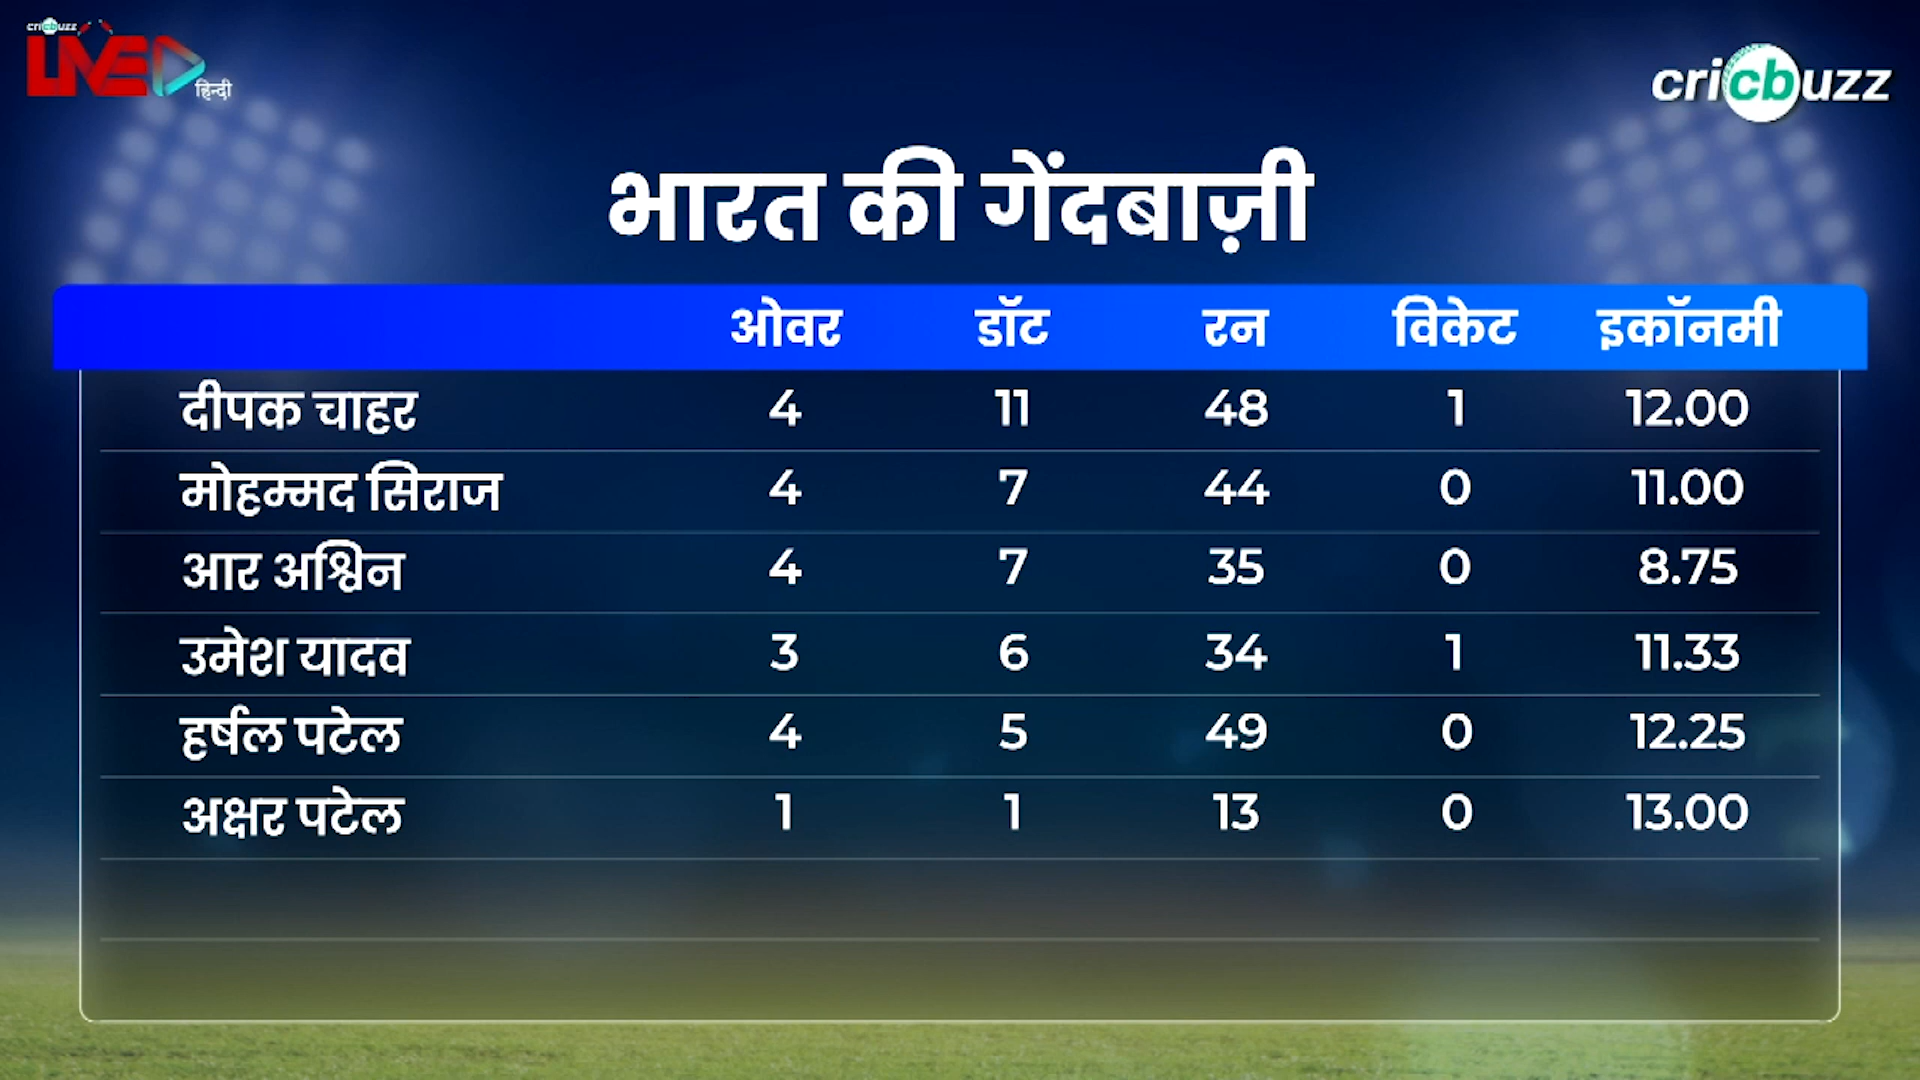 cricbuzz
LIVE
हिन्दी
cricbuzz
भारत की गेंदबाज़ी
ओवर डॉट रन विकेट इकॉनमी
दीपक चाहर 4 11 48 1 12.00
मोहम्मद सिराज 4 7 44 0 11.00
आर अश्विन 4 7 35 0 8.75
उमेश यादव 3 6 34 1 11.33
हर्षल पटेल 4 5 49 0 12.25
अक्षर पटेल 1 1 13 0 13.00